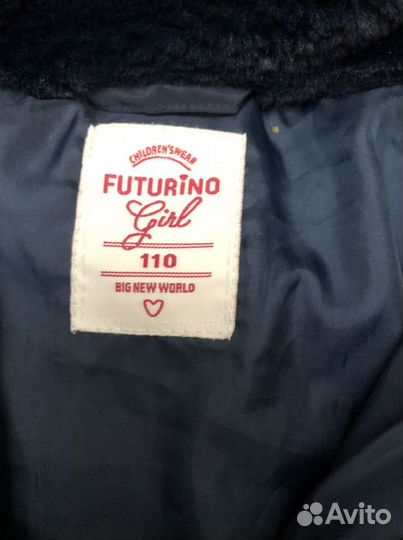 CHILDREN'S WEAR
FUTURiNO
Girl
110
BIG NEW WORLD
Avito